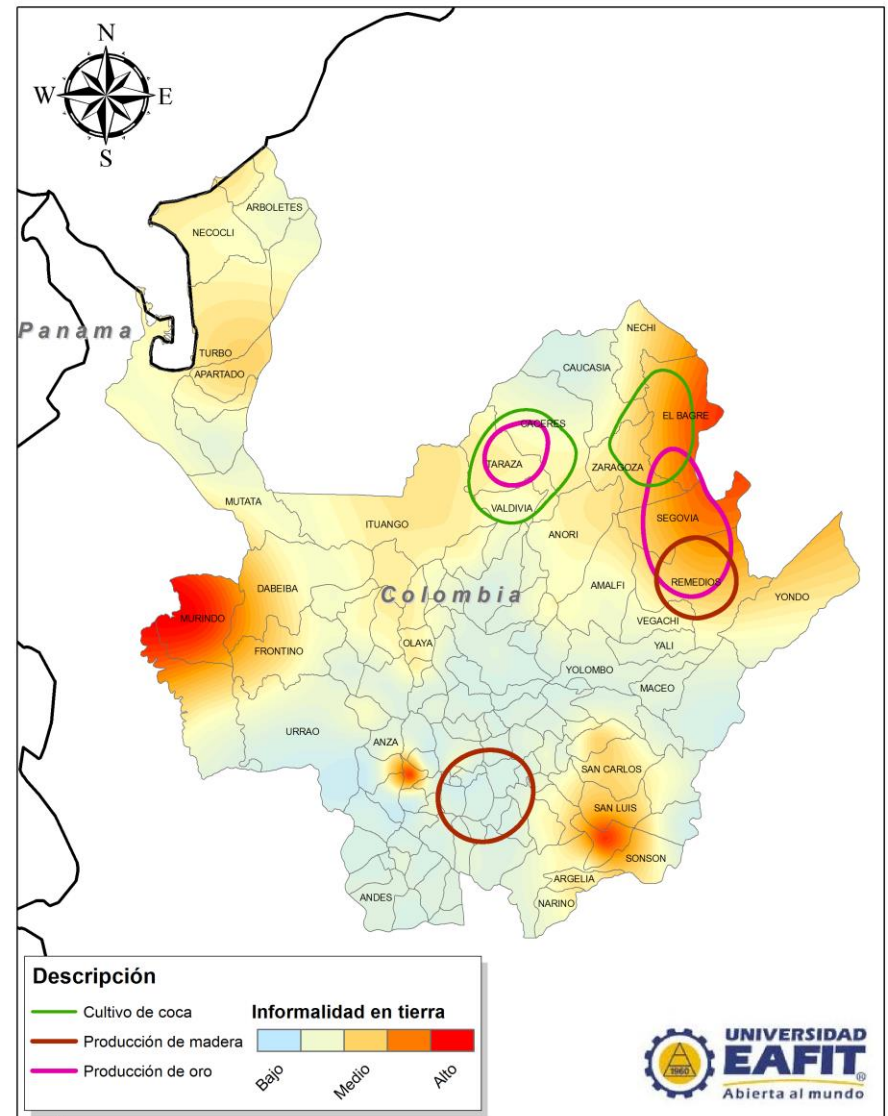 N
W E
S
ARBOLETES
NECOCLI
Panama
TURBO
APARTADO
NECHI
CAUCASIA
EL BAGRE
CACERES
TARAZA
ZARAGOZA
MUTATA
VALDIVIA
SEGOVIA
ITUANGO
ANORI
DABEIBA
Colombia
AMALFI
REMEDIOS
YONDO
MURINDO
VEGACHI
FRONTINO
OLAYA
YALI
YOLOMBO
MACEO
URRAO
ANZA
SAN CARLOS
SAN LUIS
SONSON
ARGELIA
ANDES
NARINO
Descripción
Cultivo de coca
Producción de madera
Producción de oro
Informalidad en tierra
Bajo
Medio
Alto
1960
UNIVERSIDAD
EAFIT®
Abierta al mundo